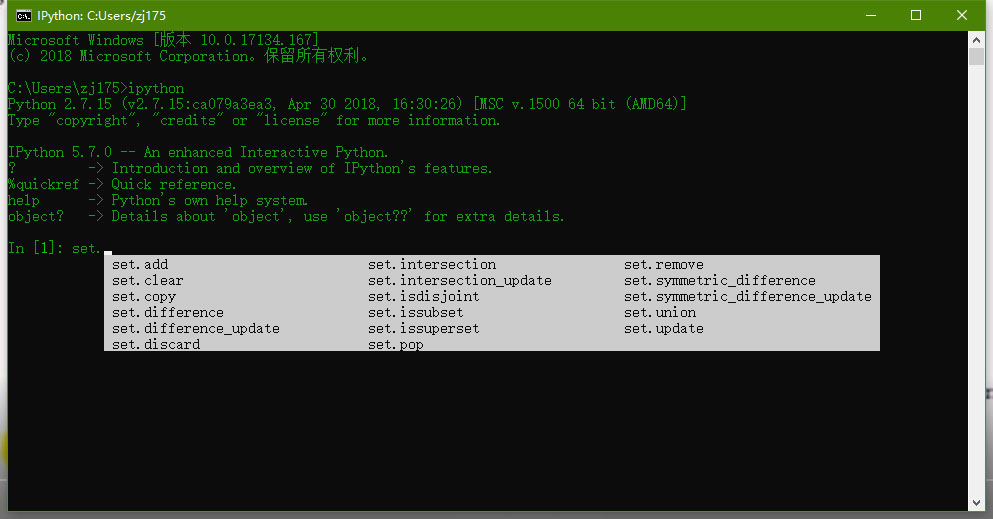 IPython: C:Users/zj175
Microsoft Windows [版本 10.0.17134.167]
(c) 2018 Microsoft Corporation。保留所有权利。
C:\Users\zj175>ipython
Python 2.7.15 (v2.7.15:ca079a3ea3, Apr 30 2018, 16:30:26) [MSC v.1500 64 bit (AMD64)]
Type "copyright", "credits" or "license" for more information.
IPython 5.7.0 -- An enhanced Interactive Python.
?         -> Introduction and overview of IPython's features.
%quickref -> Quick reference.
help      -> Python's own help system.
object?   -> Details about 'object', use 'object??' for extra details.
In [1]: set.
set.add                         set.intersection                set.remove
set.clear                       set.intersection_update         set.symmetric_difference
set.copy                        set.isdisjoint                  set.symmetric_difference_update
set.difference                  set.issubset                    set.union
set.difference_update           set.issuperset                  set.update
set.discard                     set.pop